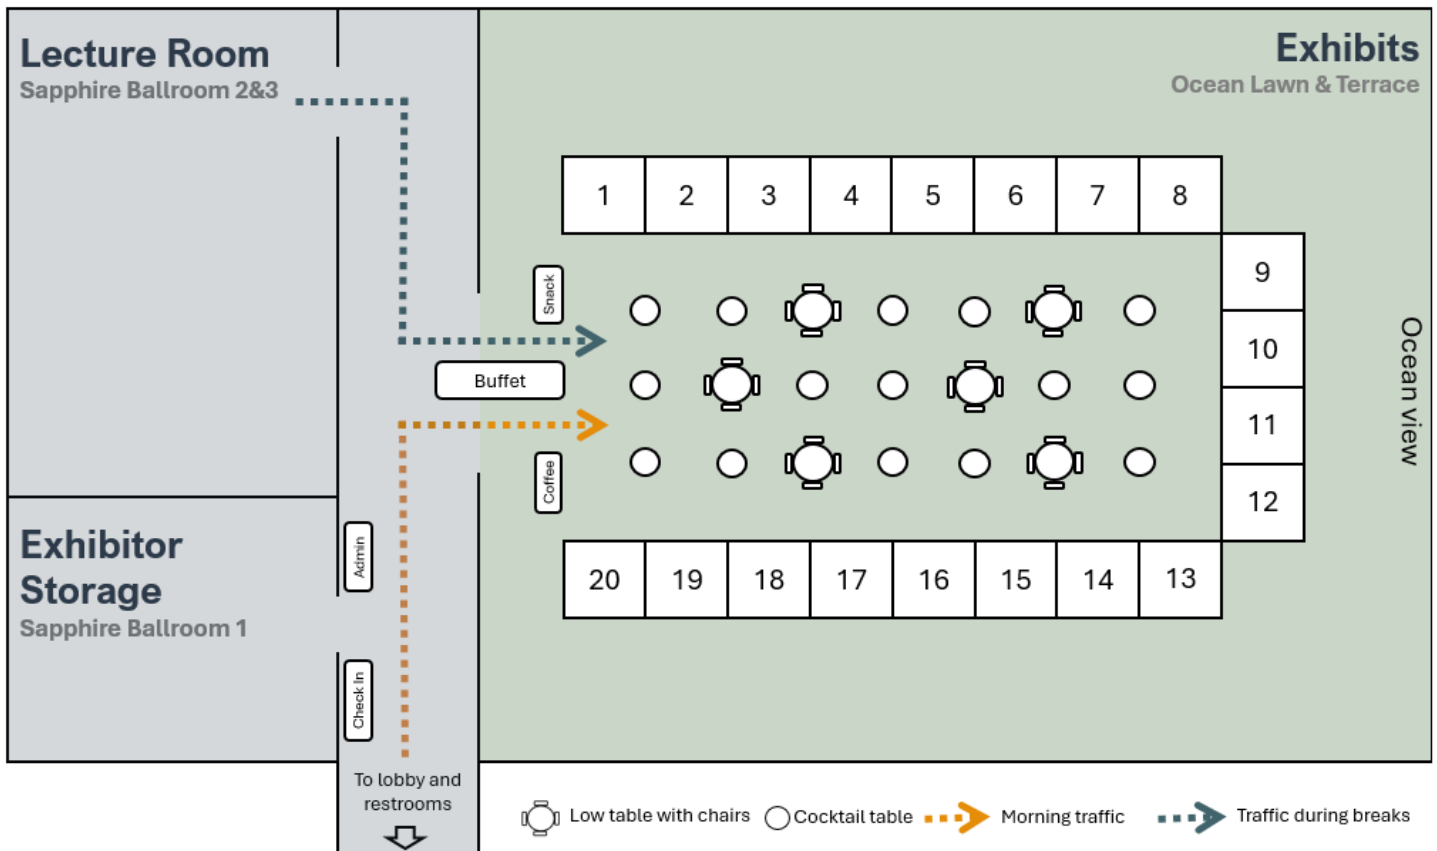 Lecture Room
Sapphire Ballroom 2&3
Exhibits
Ocean Lawn & Terrace
1 2 3 4 5 6 7 8
9
10
11
12
Ocean view
Snack
Buffet
Coffee
20 19 18 17 16 15 14 13
Exhibitor
Storage
Sapphire Ballroom 1
Admin
Check In
To lobby and
restrooms
Low table with chairs
Cocktail table
Morning traffic
Traffic during breaks